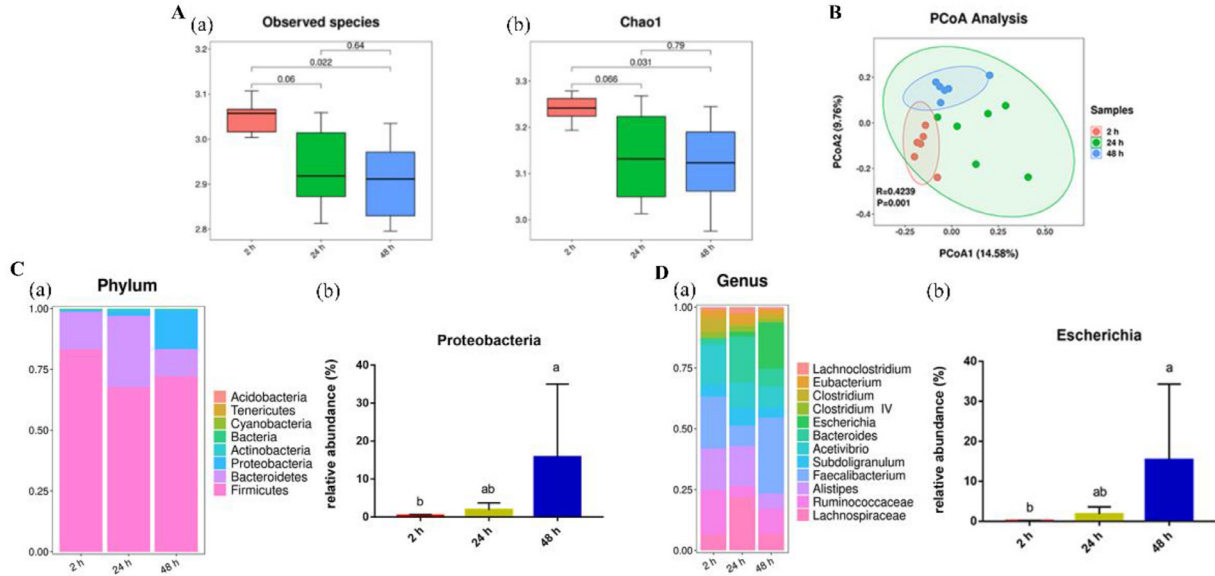 A
(a)
Observed species
3.2
3.1
3.0
2.9
2.8
0.64
0.022
0.06
2 h
24 h
48 h
(b)
Chao1
3.3
3.2
3.1
3.0
0.79
0.031
0.066
2 h
24 h
48 h
B
PCoA Analysis
PCoA2 (9.76%)
0.2
0.0
-0.2
-0.4
R=0.4239
P=0.001
-0.25
0.00
0.25
0.50
PCoA1 (14.58%)
Samples
2 h
24 h
48 h
C
(a)
Phylum
1.00
0.75
0.50
0.25
0.00
2 h
24 h
48 h
Acidobacteria
Tenericutes
Cyanobacteria
Bacteria
Actinobacteria
Proteobacteria
Bacteroidetes
Firmicutes
(b)
Proteobacteria
relative abundance (%)
40
30
20
10
0
b
ab
a
2 h
24 h
48 h
D
(a)
Genus
1.00
0.75
0.50
0.25
0.00
2 h
24 h
48 h
Lachnoclostridium
Eubacterium
Clostridium
Clostridium IV
Escherichia
Bacteroides
Acetivibrio
Subdoligranulum
Faecalibacterium
Alistipes
Ruminococcaceae
Lachnospiraceae
(b)
Escherichia
relative abundance (%)
40
30
20
10
0
b
ab
a
2 h
24 h
48 h